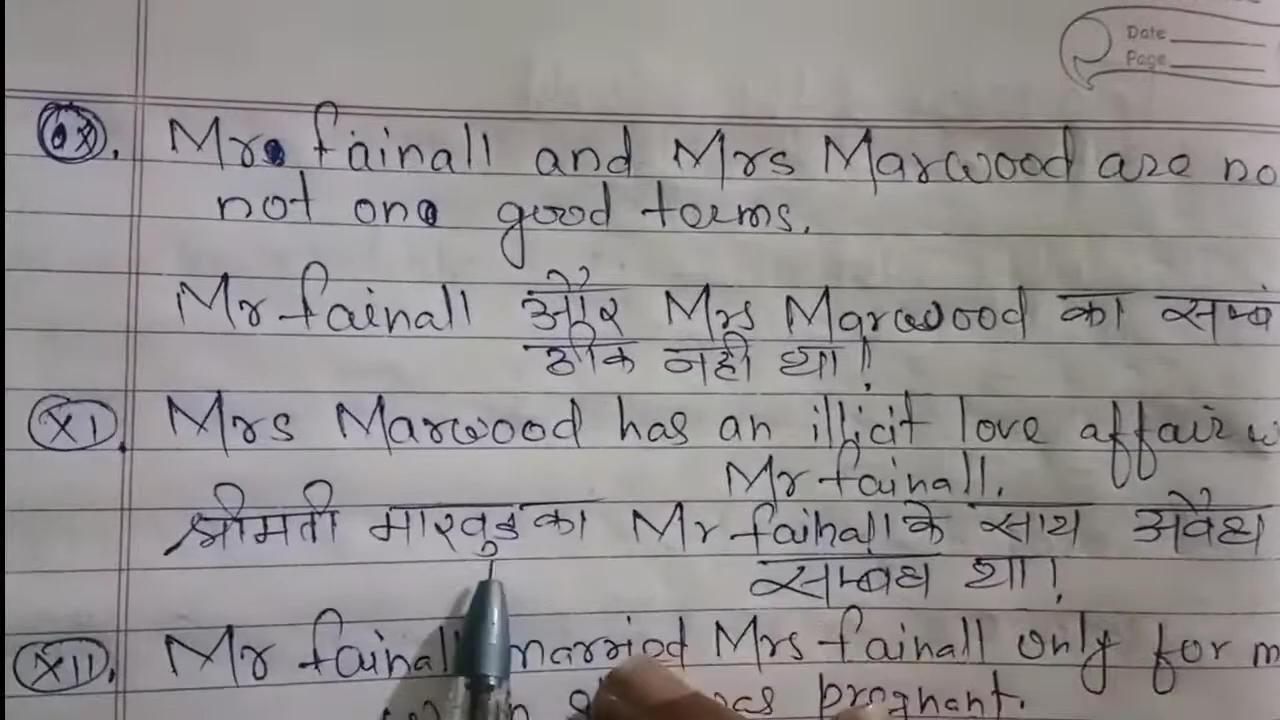 Date
Page
(x). Mr. fainall and Mrs Marwood are no
not one good terms.
Mr fainall और Mrs Marwood का सम्बं
ठीक नही था।
(XI). Mrs Marwood has an illicit love affair wi
Mr fainall.
श्रीमती मारवुड का Mr fainall के साथ अवैध
सम्बंध था।
(XII). Mr fainall married Mrs fainall only for m
pregnant.